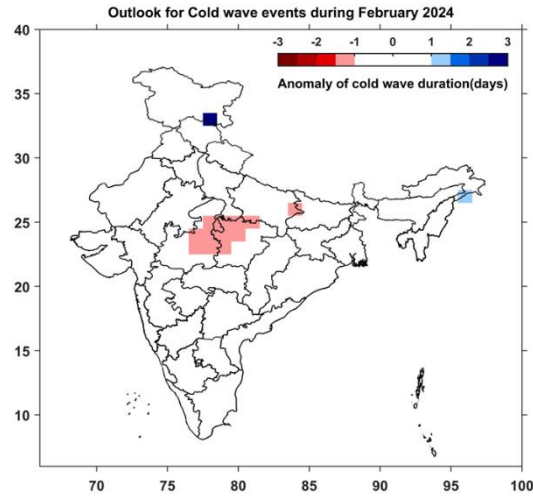 Outlook for Cold wave events during February 2024
-3 -2 -1 0 1 2 3
Anomaly of cold wave duration(days)
40
35
30
25
20
15
10
70 75 80 85 90 95 100